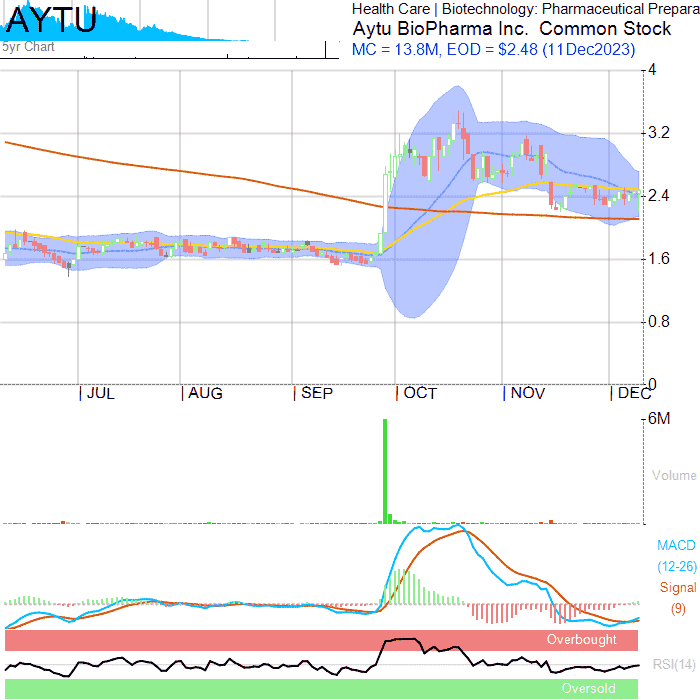 AYTU
5yr Chart
Health Care | Biotechnology: Pharmaceutical Prepara
Aytu BioPharma Inc.  Common Stock
MC = 13.8M, EOD = $2.48 (11Dec2023)
4
3.2
2.4
1.6
0.8
0
JUL AUG SEP OCT NOV DEC
6M
Volume
MACD
(12-26)
Signal
(9)
Overbought
RSI(14)
Oversold